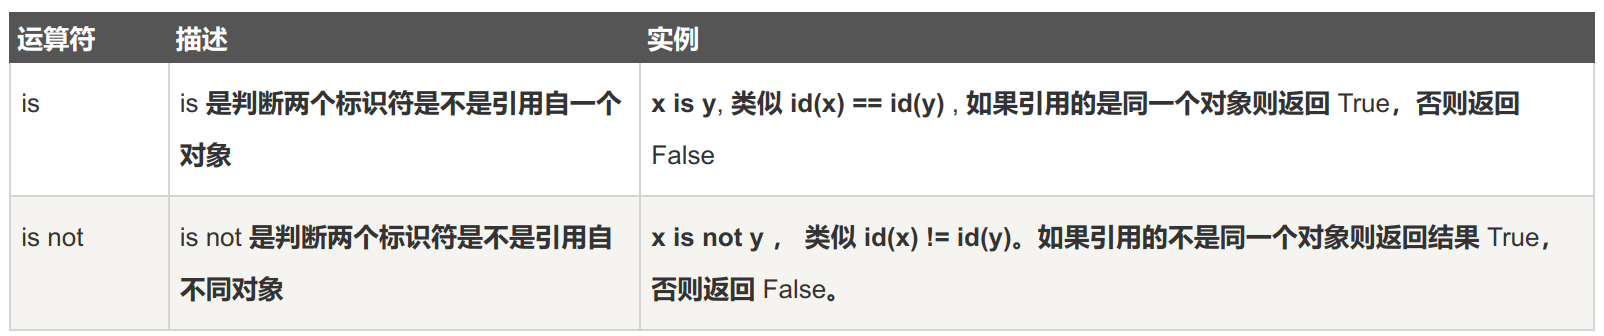 运算符 描述 实例
is
is 是判断两个标识符是不是引用自一个
对象
x is y, 类似 id(x) == id(y) , 如果引用的是同一个对象则返回 True，否则返回
False
is not
is not 是判断两个标识符是不是引用自
不同对象
x is not y ， 类似 id(x) != id(y)。如果引用的不是同一个对象则返回结果 True，
否则返回 False。